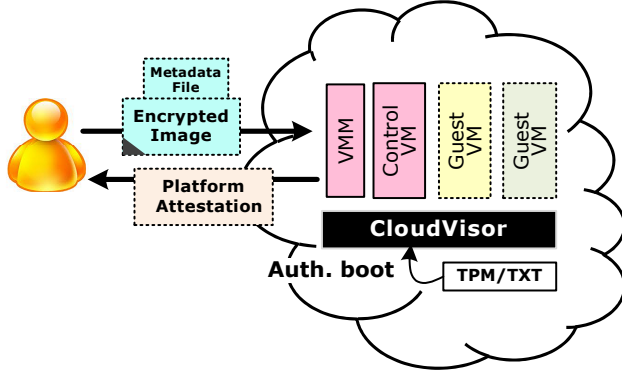 Metadata
File
Encrypted
Image
Platform
Attestation
VMM
Control
VM
Guest
VM
Guest
VM
CloudVisor
Auth. boot
TPM/TXT